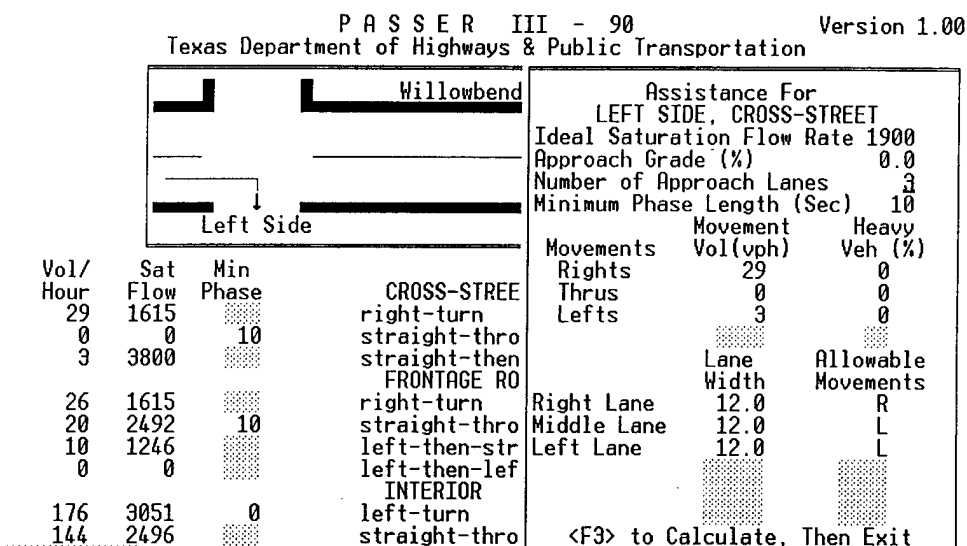 P A S S E R III - 90 Version 1.00
Texas Department of Highways & Public Transportation
Willowbend
Left Side
Assistance For
LEFT SIDE, CROSS-STREET
Ideal Saturation Flow Rate 1900
Approach Grade (%) 0.0
Number of Approach Lanes 3
Minimum Phase Length (Sec) 10
Movement Heavy
Movements Vol(vph) Veh (%)
Rights 29 0
Thrus 0 0
Lefts 3 0
Lane Allowable
Width Movements
Right Lane 12.0 R
Middle Lane 12.0 L
Left Lane 12.0 L
<F3> to Calculate, Then Exit
Vol/ Sat Min
Hour Flow Phase CROSS-STREE
29 1615 right-turn
0 0 10 straight-thro
3 3800 straight-then
FRONTAGE RO
26 1615 right-turn
20 2492 10 straight-thro
10 1246 left-then-str
0 0 left-then-lef
INTERIOR
176 3051 0 left-turn
144 2496 straight-thro